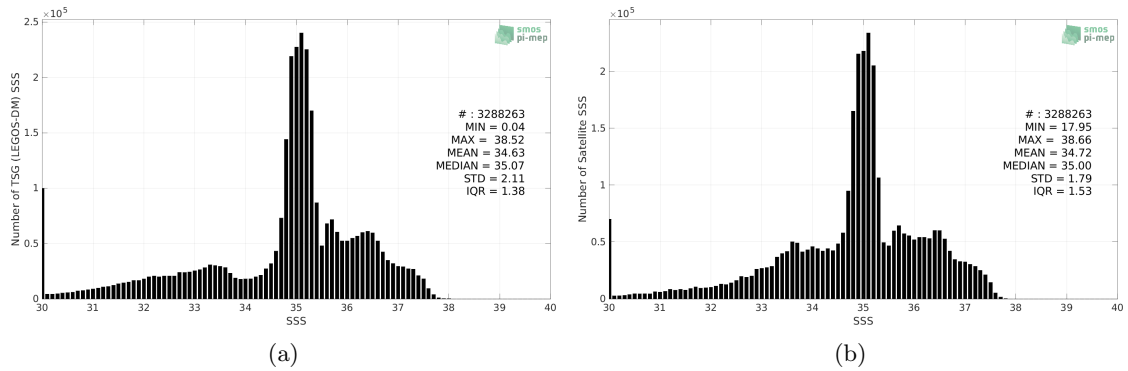 ×10^5
smos
pi-mep
Number of TSG (LEGOS-DM) SSS
2.5
2
1.5
1
0.5
0
# : 3288263
MIN = 0.04
MAX = 38.52
MEAN = 34.63
MEDIAN = 35.07
STD = 2.11
IQR = 1.38
30 31 32 33 34 35 36 37 38 39 40
SSS
(a)
×10^5
smos
pi-mep
Number of Satellite SSS
2
1.5
1
0.5
0
# : 3288263
MIN = 17.95
MAX = 38.66
MEAN = 34.72
MEDIAN = 35.00
STD = 1.79
IQR = 1.53
30 31 32 33 34 35 36 37 38 39 40
SSS
(b)